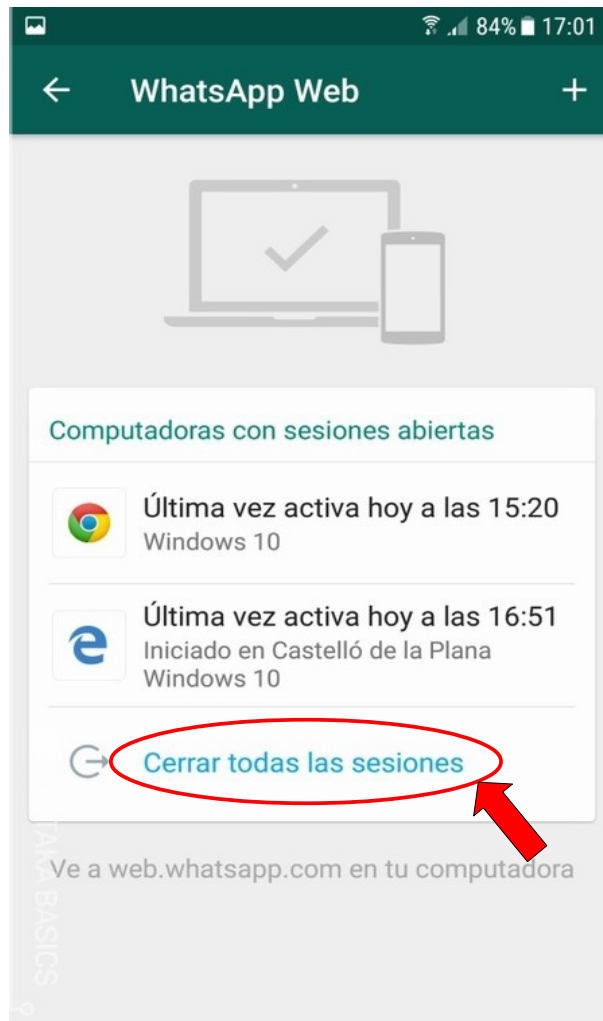 84% 17:01
WhatsApp Web
Computadoras con sesiones abiertas
Última vez activa hoy a las 15:20
Windows 10
Última vez activa hoy a las 16:51
Iniciado en Castelló de la Plana
Windows 10
Cerrar todas las sesiones
Ve a web.whatsapp.com en tu computadora
TAKA BASICS